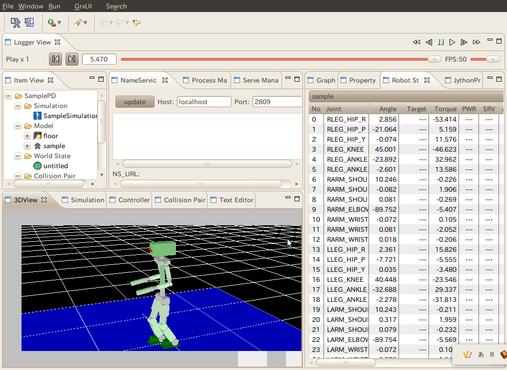 File Window Run GrxUI Search
Logger View
Play x 1 5.470 FPS:50
Item View
SamplePD
Simulation
SampleSimulatio
Model
floor
sample
World State
untitled
Collision Pair
NameServic Process Ma Serve Mana
update Host: localhost Port: 2809
NS_URL:
3DView Simulation Controller Collision Pair Text Editor
Graph Property Robot St JythonPr
sample
No Joint Angle Target Torque PWR SRV
0 RLEG_HIP_R 2.856 --- -53.414 --- ---
1 RLEG_HIP_P -21.064 --- 5.159 --- ---
2 RLEG_HIP_Y -0.074 --- 11.576 --- ---
3 RLEG_KNEE 45.001 --- -46.623 --- ---
4 RLEG_ANKLE -23.892 --- 32.962 --- ---
5 RLEG_ANKLE -2.601 --- 13.586 --- ---
6 RARM_SHOU 10.246 --- -0.226 --- ---
7 RARM_SHOU -0.082 --- 1.906 --- ---
8 RARM_SHOU 0.081 --- -0.269 --- ---
9 RARM_ELBOV -89.752 --- -5.407 --- ---
10 RARM_WRIST -0.072 --- 0.105 --- ---
11 RARM_WRIST 0.081 --- -2.052 --- ---
12 RARM_WRIST 0.018 --- -0.206 --- ---
13 LLEG_HIP_R 2.361 --- 15.826 --- ---
14 LLEG_HIP_P -7.721 --- -5.555 --- ---
15 LLEG_HIP_Y 0.035 --- -3.480 --- ---
16 LLEG_KNEE 40.448 --- -23.546 --- ---
17 LLEG_ANKLE -32.688 --- 29.337 --- ---
18 LLEG_ANKLE -2.278 --- -31.813 --- ---
19 LARM_SHOUI 10.243 --- -0.211 --- ---
20 LARM_SHOUI 0.317 --- 1.959 --- ---
21 LARM_SHOUI 0.079 --- -0.232 --- ---
22 LARM_ELBOW -89.754 --- -5.569 --- ---
23 LARM_WRIST -0.072 --- 0.10
あ R